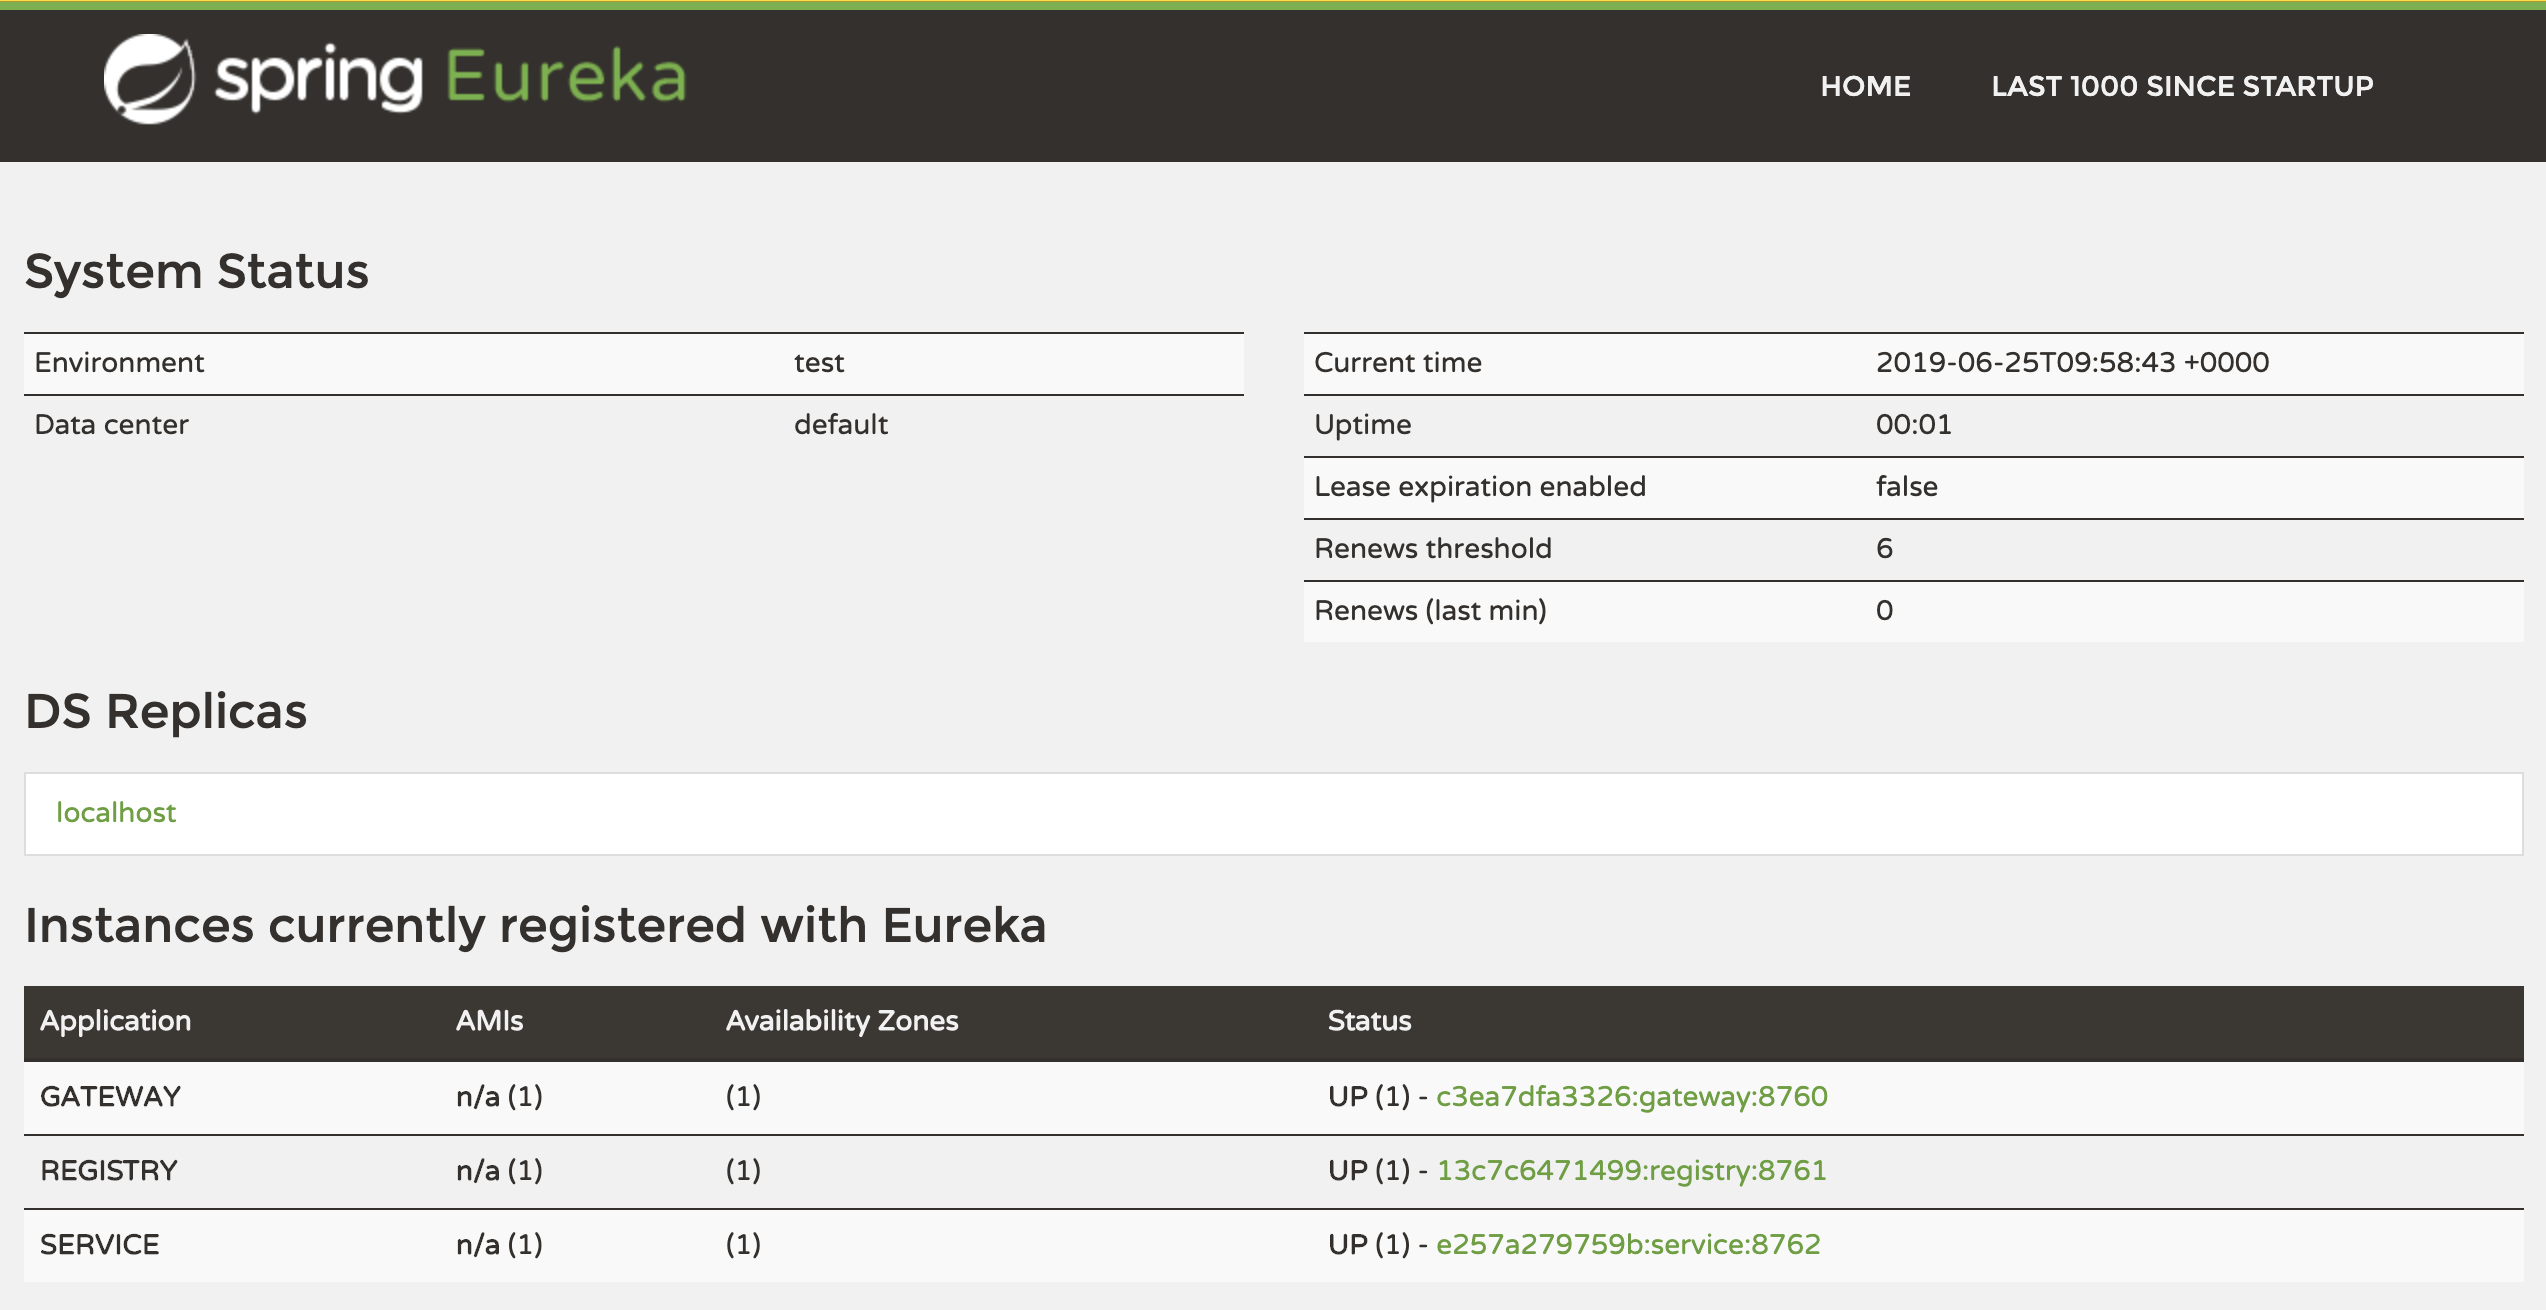 spring Eureka
HOME LAST 1000 SINCE STARTUP
System Status
Environment test
Data center default
Current time 2019-06-25T09:58:43 +0000
Uptime 00:01
Lease expiration enabled false
Renews threshold 6
Renews (last min) 0
DS Replicas
localhost
Instances currently registered with Eureka
Application AMIs Availability Zones Status
GATEWAY n/a (1) (1) UP (1) - c3ea7dfa3326:gateway:8760
REGISTRY n/a (1) (1) UP (1) - 13c7c6471499:registry:8761
SERVICE n/a (1) (1) UP (1) - e257a279759b:service:8762